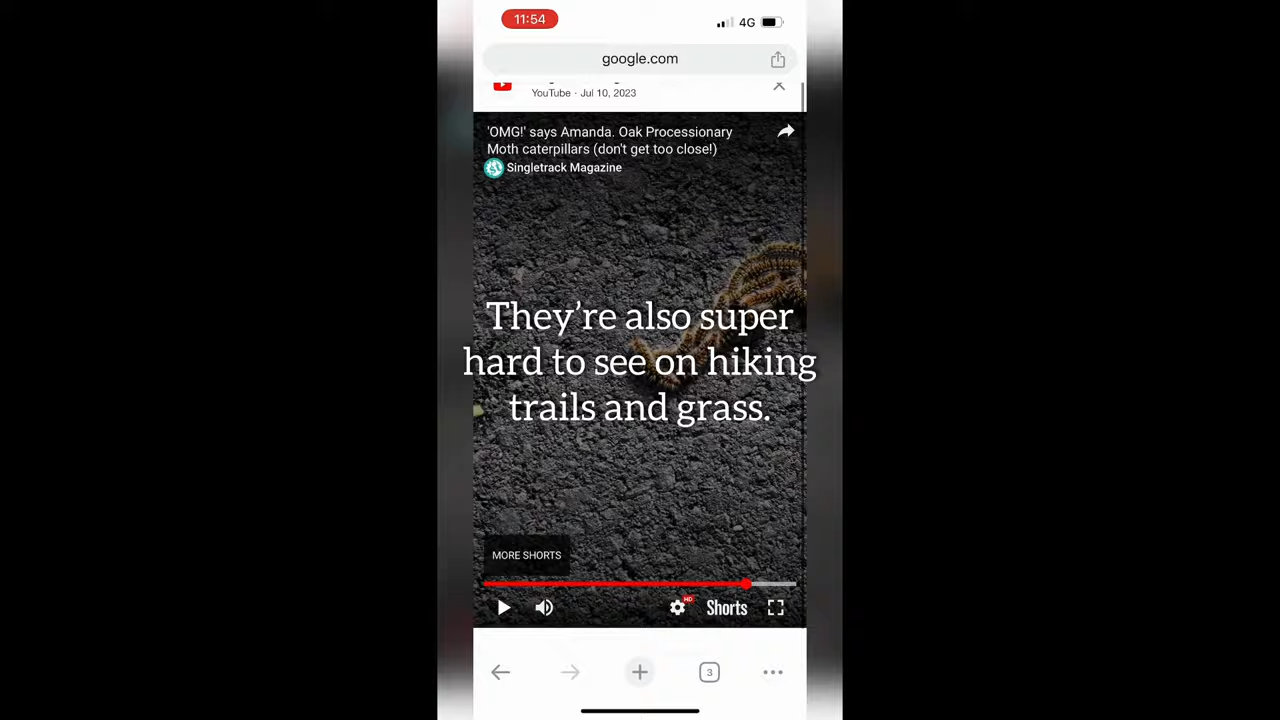 11:54
4G
google.com
YouTube · Jul 10, 2023
'OMG!' says Amanda. Oak Processionary
Moth caterpillars (don't get too close!)
Singletrack Magazine
They're also super
hard to see on hiking
trails and grass.
MORE SHORTS
HD
Shorts
3